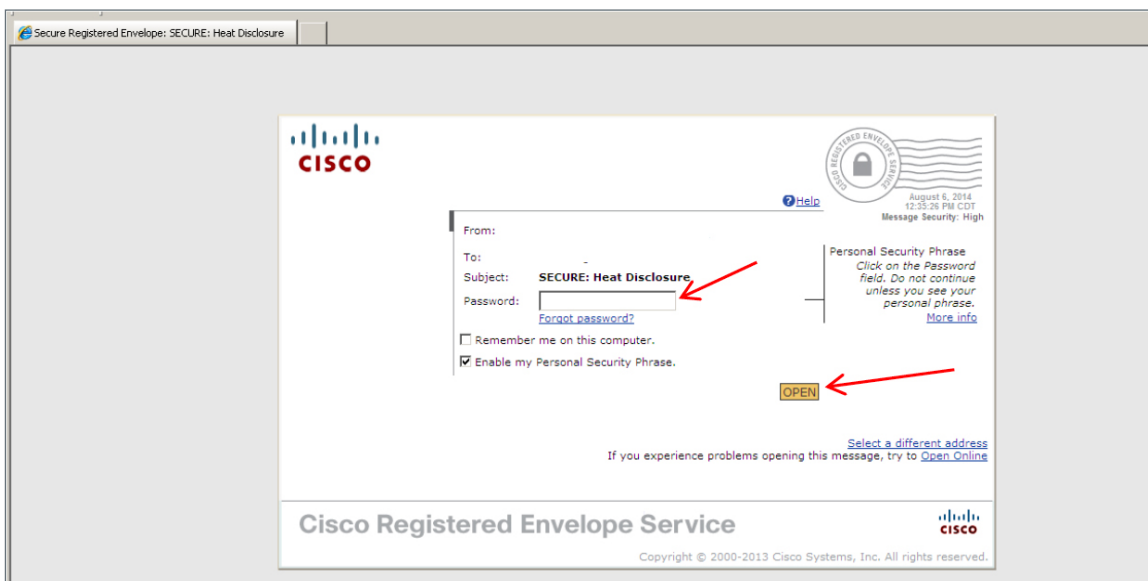 Secure Registered Envelope: SECURE: Heat Disclosure
CISCO
CISCO REGISTERED ENVELOPE SERVICE
Help
August 6, 2014
12:35:26 PM CDT
Message Security: High
From:
To:
Subject: SECURE: Heat Disclosure
Password:
Forgot password?
Remember me on this computer.
Enable my Personal Security Phrase.
Personal Security Phrase
Click on the Password
field. Do not continue
unless you see your
personal phrase.
More info
OPEN
Select a different address
If you experience problems opening this message, try to Open Online
Cisco Registered Envelope Service
CISCO
Copyright © 2000-2013 Cisco Systems, Inc. All rights reserved.